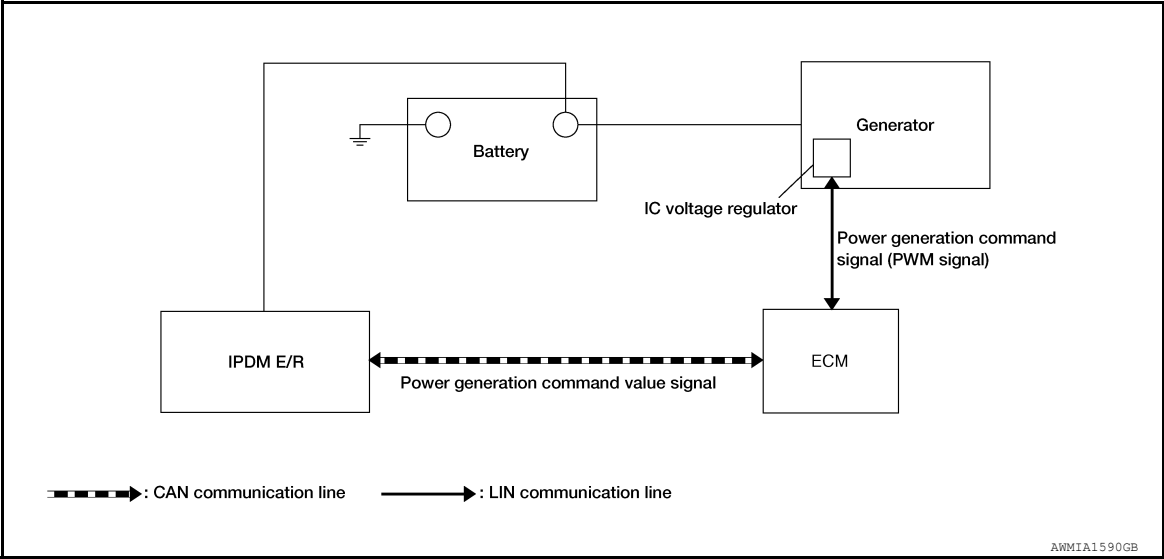 Battery
Generator
IC voltage regulator
Power generation command
signal (PWM signal)
IPDM E/R
ECM
Power generation command value signal
: CAN communication line
: LIN communication line
AWMIA1590GB